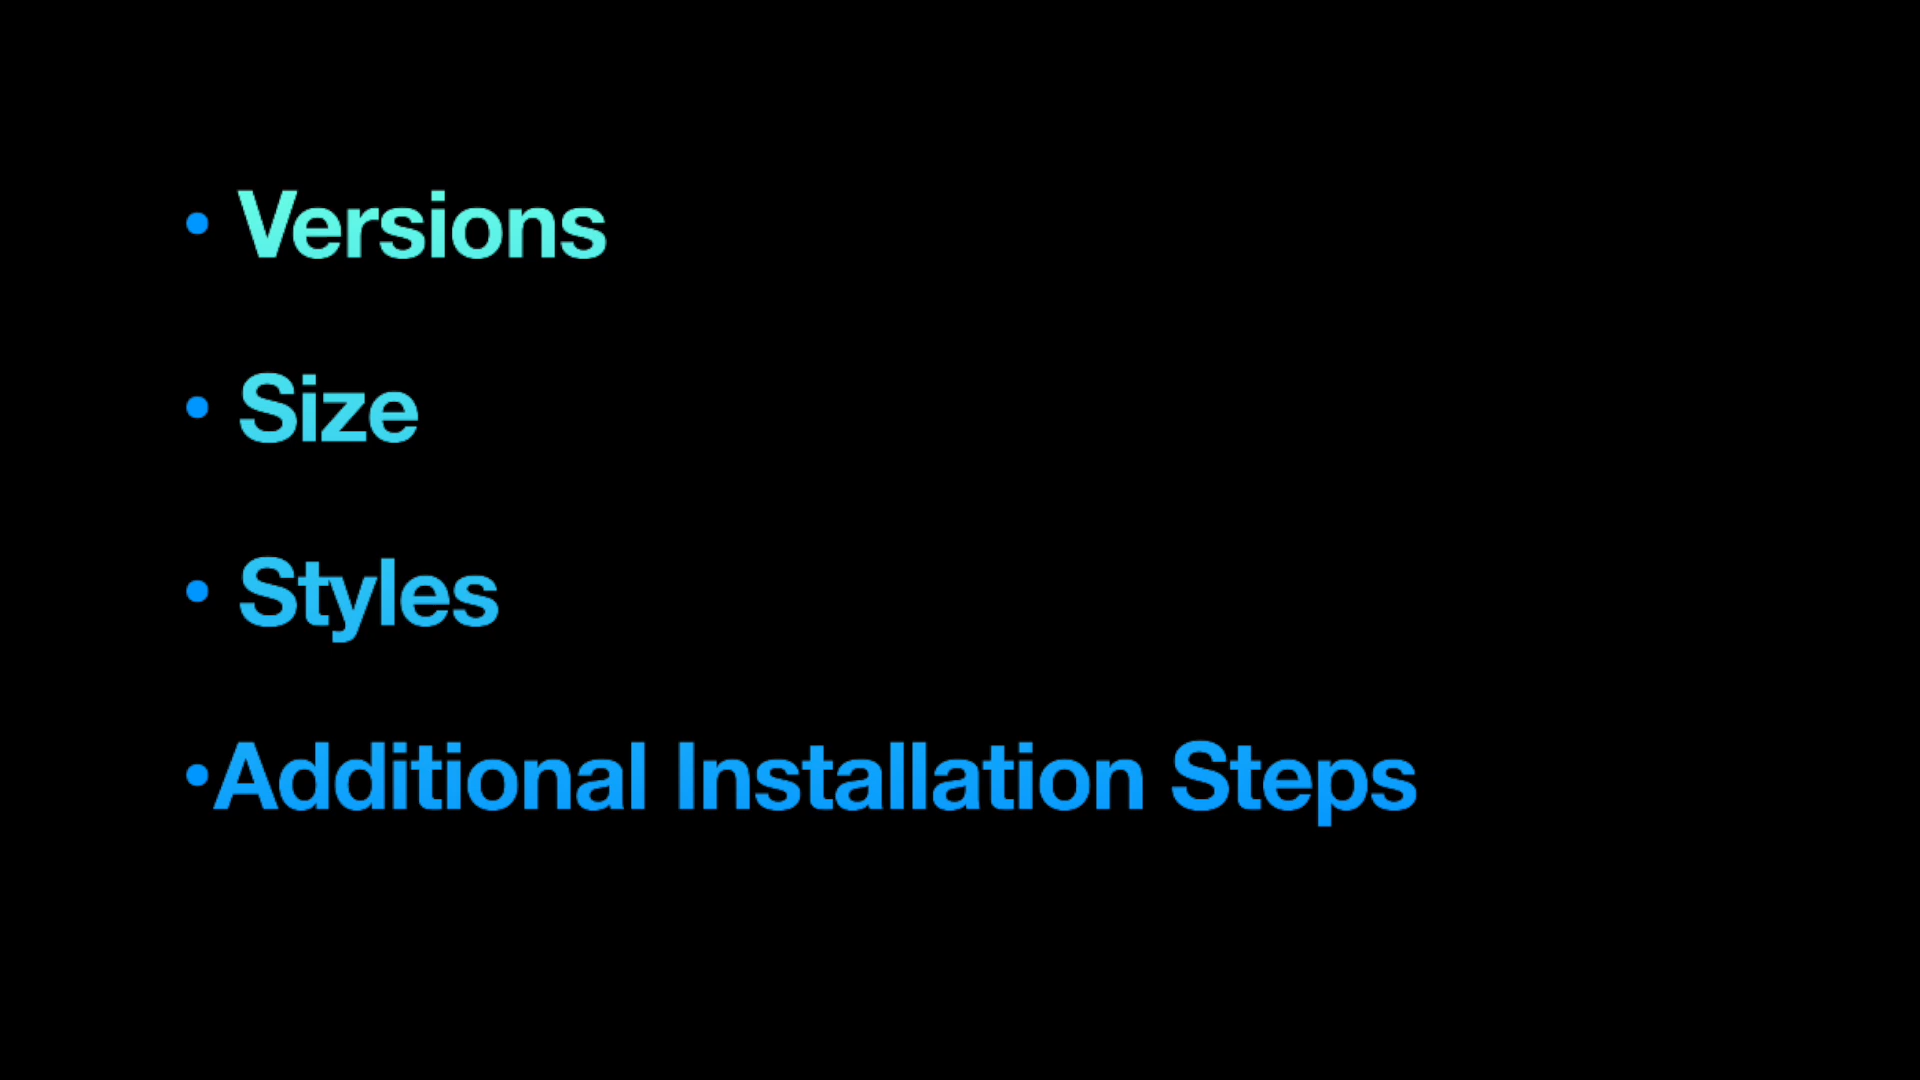 • Versions
• Size
• Styles
•Additional Installation Steps